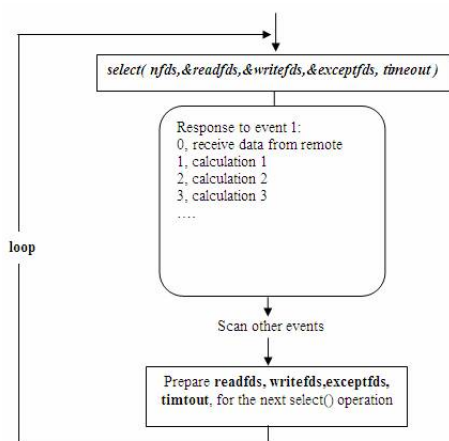 select( nfds,&readfds,&writefds,&exceptfds, timeout )
Response to event 1:
0, receive data from remote
1, calculation 1
2, calculation 2
3, calculation 3
….
loop
Scan other events
Prepare readfds, writefds,exceptfds,
timtout, for the next select() operation